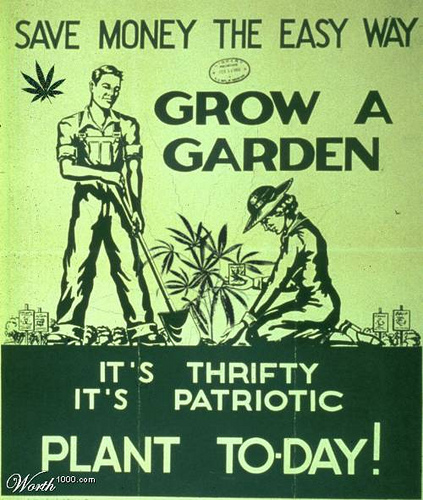 SAVE MONEY THE EASY WAY
GROW A
GARDEN
IT'S THRIFTY
IT'S PATRIOTIC
PLANT TO-DAY!
Worth1000.com